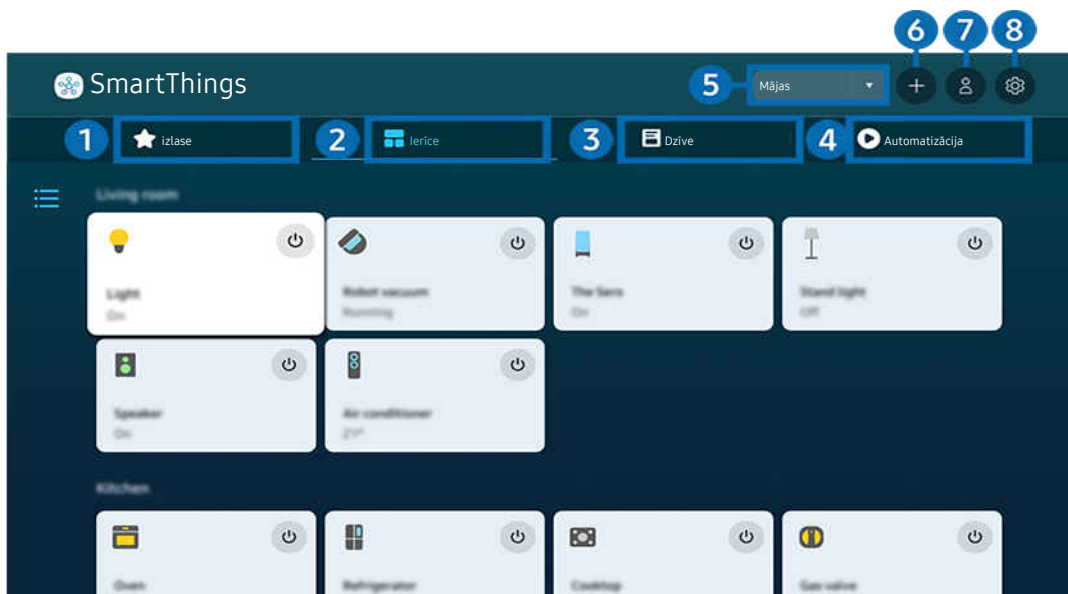 6 7 8
SmartThings
5 Mājas
1 izlase 2 Ierīce 3 Dzīve 4 Automatizācija
Living room
Light
On
Robot vacuum
Running
The Sero
On
Stand light
Off
Speaker
On
Air conditioner
21°
Kitchen
Oven
Refrigerator
Cooktop
Gas valve